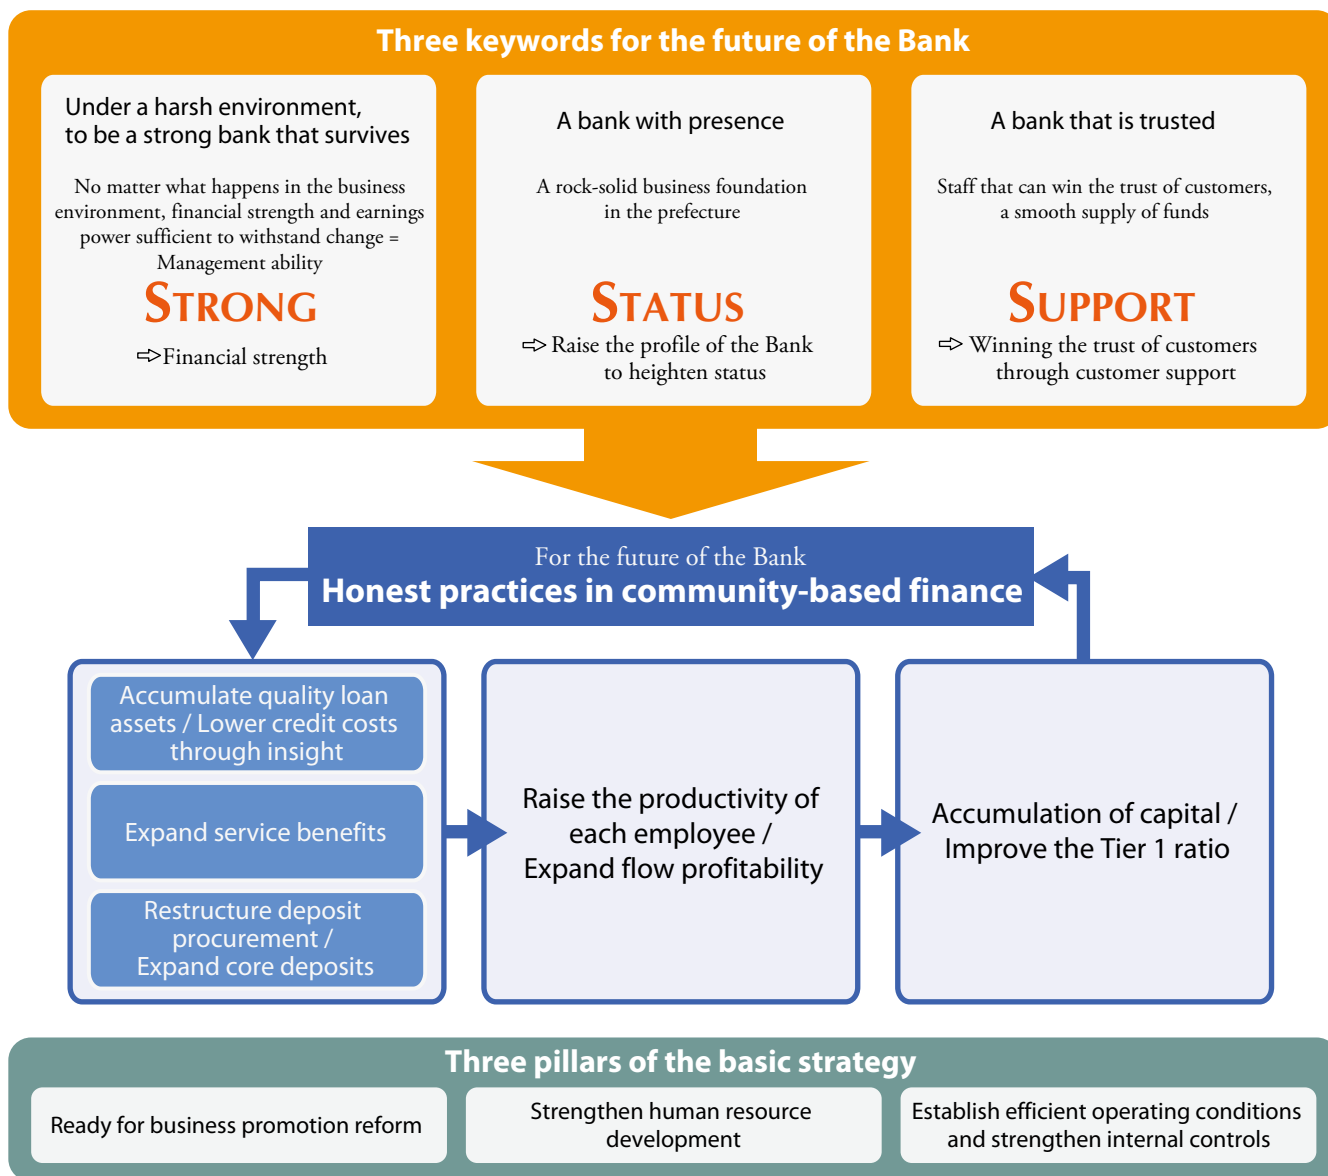 Three keywords for the future of the Bank
Under a harsh environment,
to be a strong bank that survives
No matter what happens in the business
environment, financial strength and earnings
power sufficient to withstand change =
Management ability
STRONG
⇨Financial strength
A bank with presence
A rock-solid business foundation
in the prefecture
STATUS
⇨ Raise the profile of the Bank
to heighten status
A bank that is trusted
Staff that can win the trust of customers,
a smooth supply of funds
SUPPORT
⇨ Winning the trust of customers
through customer support
For the future of the Bank
Honest practices in community-based finance
Accumulate quality loan
assets / Lower credit costs
through insight
Expand service benefits
Restructure deposit
procurement /
Expand core deposits
Raise the productivity of
each employee /
Expand flow profitability
Accumulation of capital /
Improve the Tier 1 ratio
Three pillars of the basic strategy
Ready for business promotion reform
Strengthen human resource
development
Establish efficient operating conditions
and strengthen internal controls